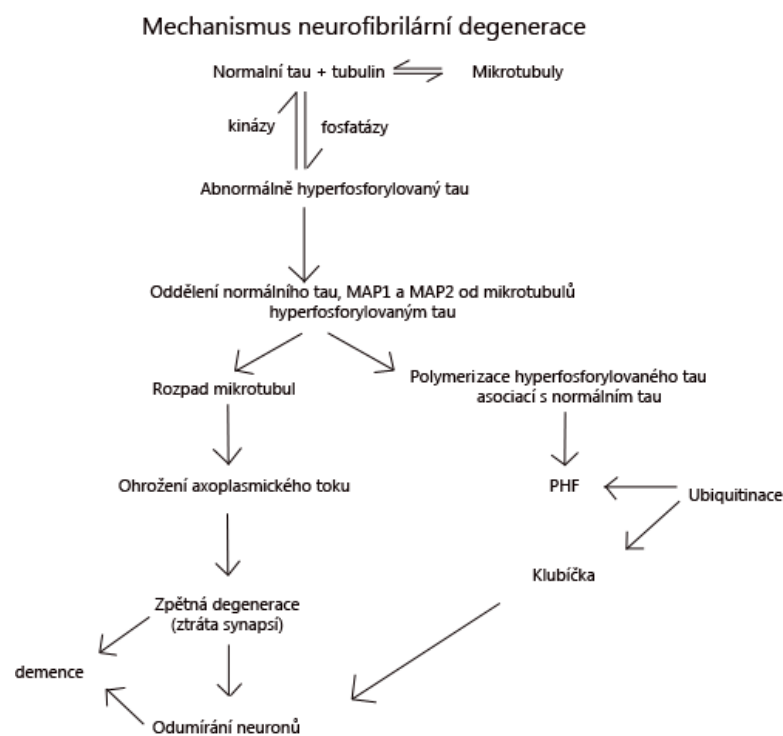 Mechanismus neurofibrilární degenerace
Normalní tau + tubulin
Mikrotubuly
kinázy
fosfatázy
Abnormálně hyperfosforylovaný tau
Oddělení normálního tau, MAP1 a MAP2 od mikrotubulů
hyperfosforylovaným tau
Rozpad mikrotubul
Polymerizace hyperfosforylovaného tau
asociací s normálním tau
Ohrožení axoplasmického toku
PHF
Ubiquitinace
Klubíčka
Zpětná degenerace
(ztráta synapsí)
demence
Odumírání neuronů